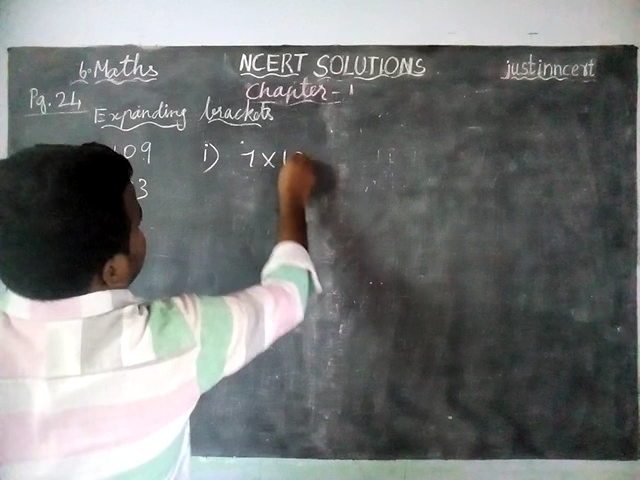 6. Maths NCERT SOLUTIONS justinncert
Chapter - 1
Pg. 24, Expanding brackets
109 i) 7 x 1
3